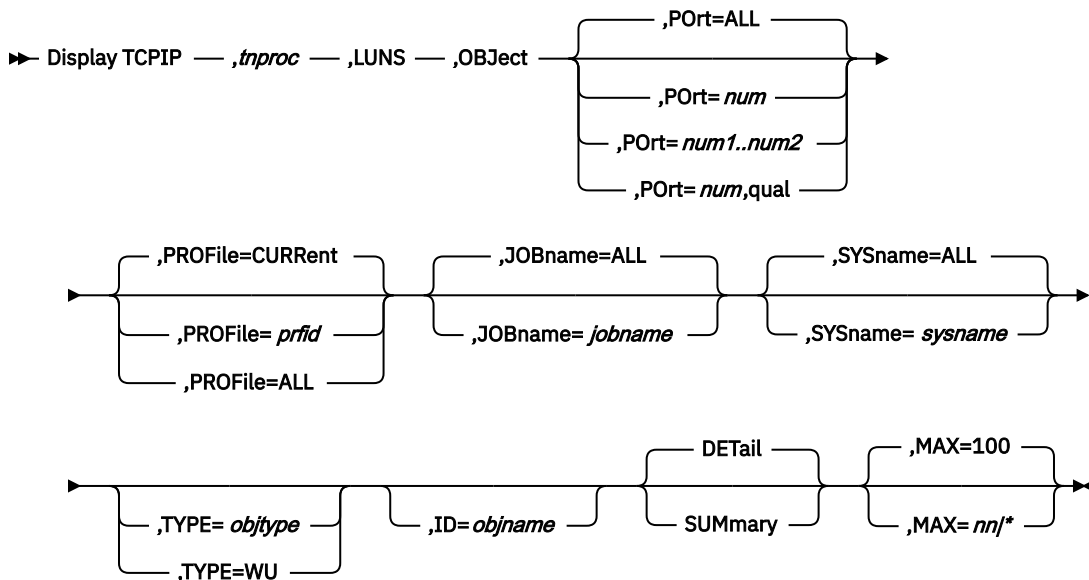 ,POrt=ALL
Display TCPIP ,tnproc ,LUNS ,OBJect
,POrt= num
,POrt= num1..num2
,POrt= num,qual
,PROFile=CURRent ,JOBname=ALL ,SYSname=ALL
,PROFile= prfid ,JOBname= jobname ,SYSname= sysname
,PROFile=ALL
DETail ,MAX=100
,TYPE= objtype ,ID= objname SUMmary ,MAX= nn|*
,TYPE=WU